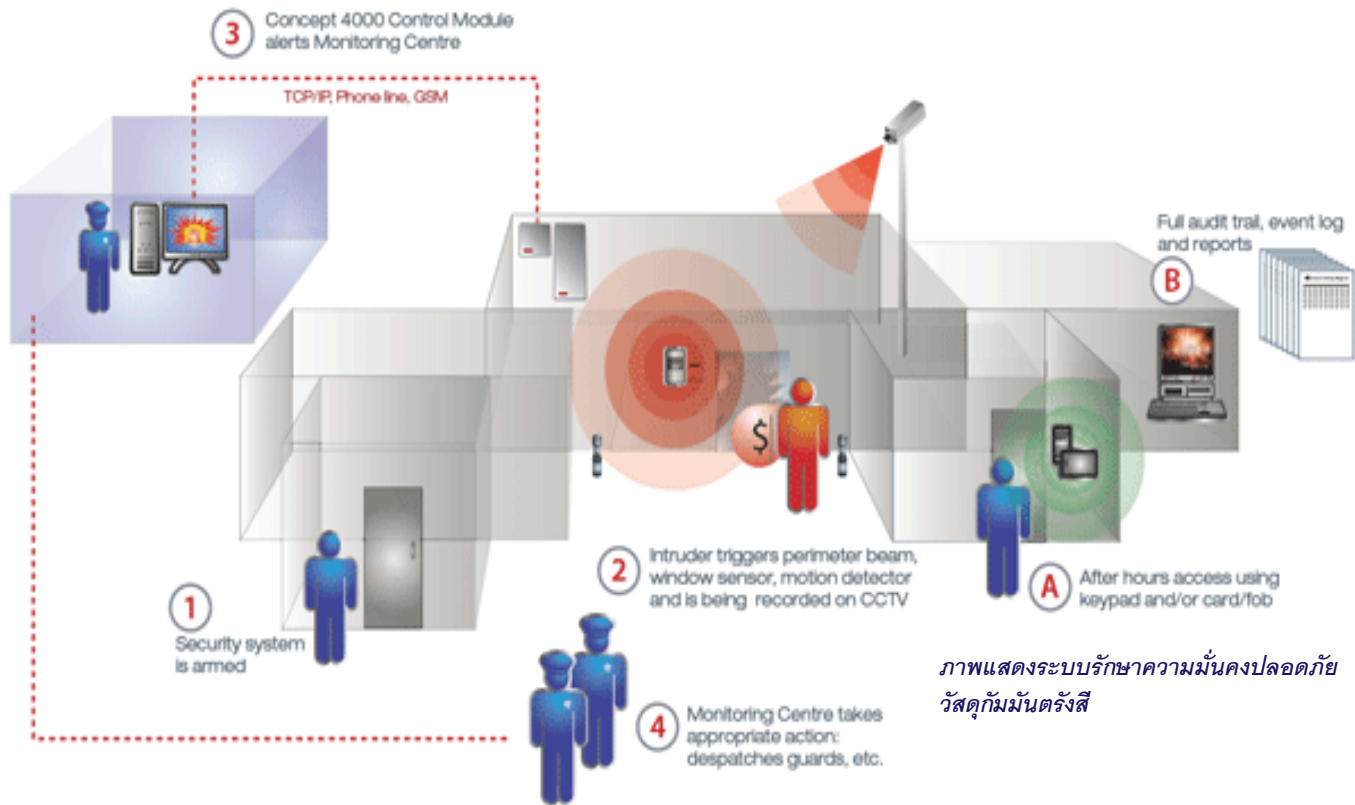 3
Concept 4000 Control Module
alerts Monitoring Centre
TCP/IP, Phone line, GSM
Full audit trail, event log
and reports
B
$
1
Security system
is armed
2
Intruder triggers perimeter beam,
window sensor, motion detector
and is being recorded on CCTV
A
After hours access using
keypad and/or card/fob
4
Monitoring Centre takes
appropriate action:
despatches guards, etc.
ภาพแสดงระบบรักษาความมั่นคงปลอดภัย
วัสดุกัมมันตรังสี